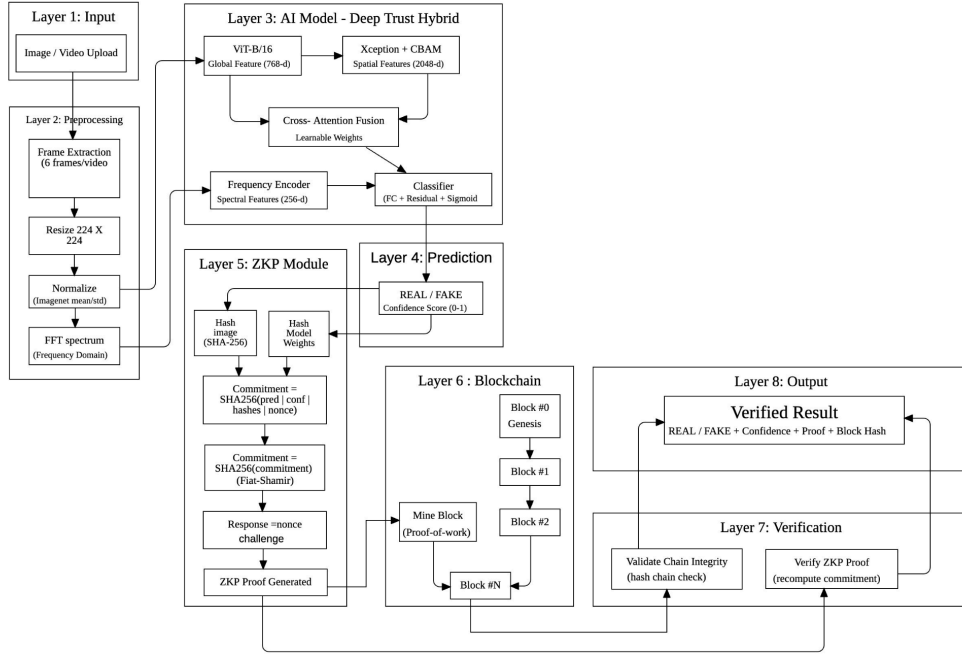 Layer 1: Input
Image / Video Upload
Layer 2: Preprocessing
Frame Extraction
(6 frames/video
Resize 224 X
224
Normalize
(Imagenet mean/std)
FFT spectrum
(Frequency Domain)
Layer 3: AI Model - Deep Trust Hybrid
ViT-B/16
Global Feature (768-d)
Xception + CBAM
Spatial Features (2048-d)
Cross- Attention Fusion
Learnable Weights
Frequency Encoder
Spectral Features (256-d)
Classifier
(FC + Residual + Sigmoid
Layer 4: Prediction
REAL / FAKE
Confidence Score (0-1)
Layer 5: ZKP Module
Hash
image
(SHA-256)
Hash
Model
Weights
Commitment =
SHA256(pred | conf |
hashes | nonce)
Commitment =
SHA256(commitment)
(Fiat-Shamir)
Response =nonce
challenge
ZKP Proof Generated
Layer 6 : Blockchain
Block #0
Genesis
Block #1
Block #2
Mine Block
(Proof-of-work)
Block #N
Layer 8: Output
Verified Result
REAL / FAKE + Confidence + Proof + Block Hash
Layer 7: Verification
Validate Chain Integrity
(hash chain check)
Verify ZKP Proof
(recompute commitment)